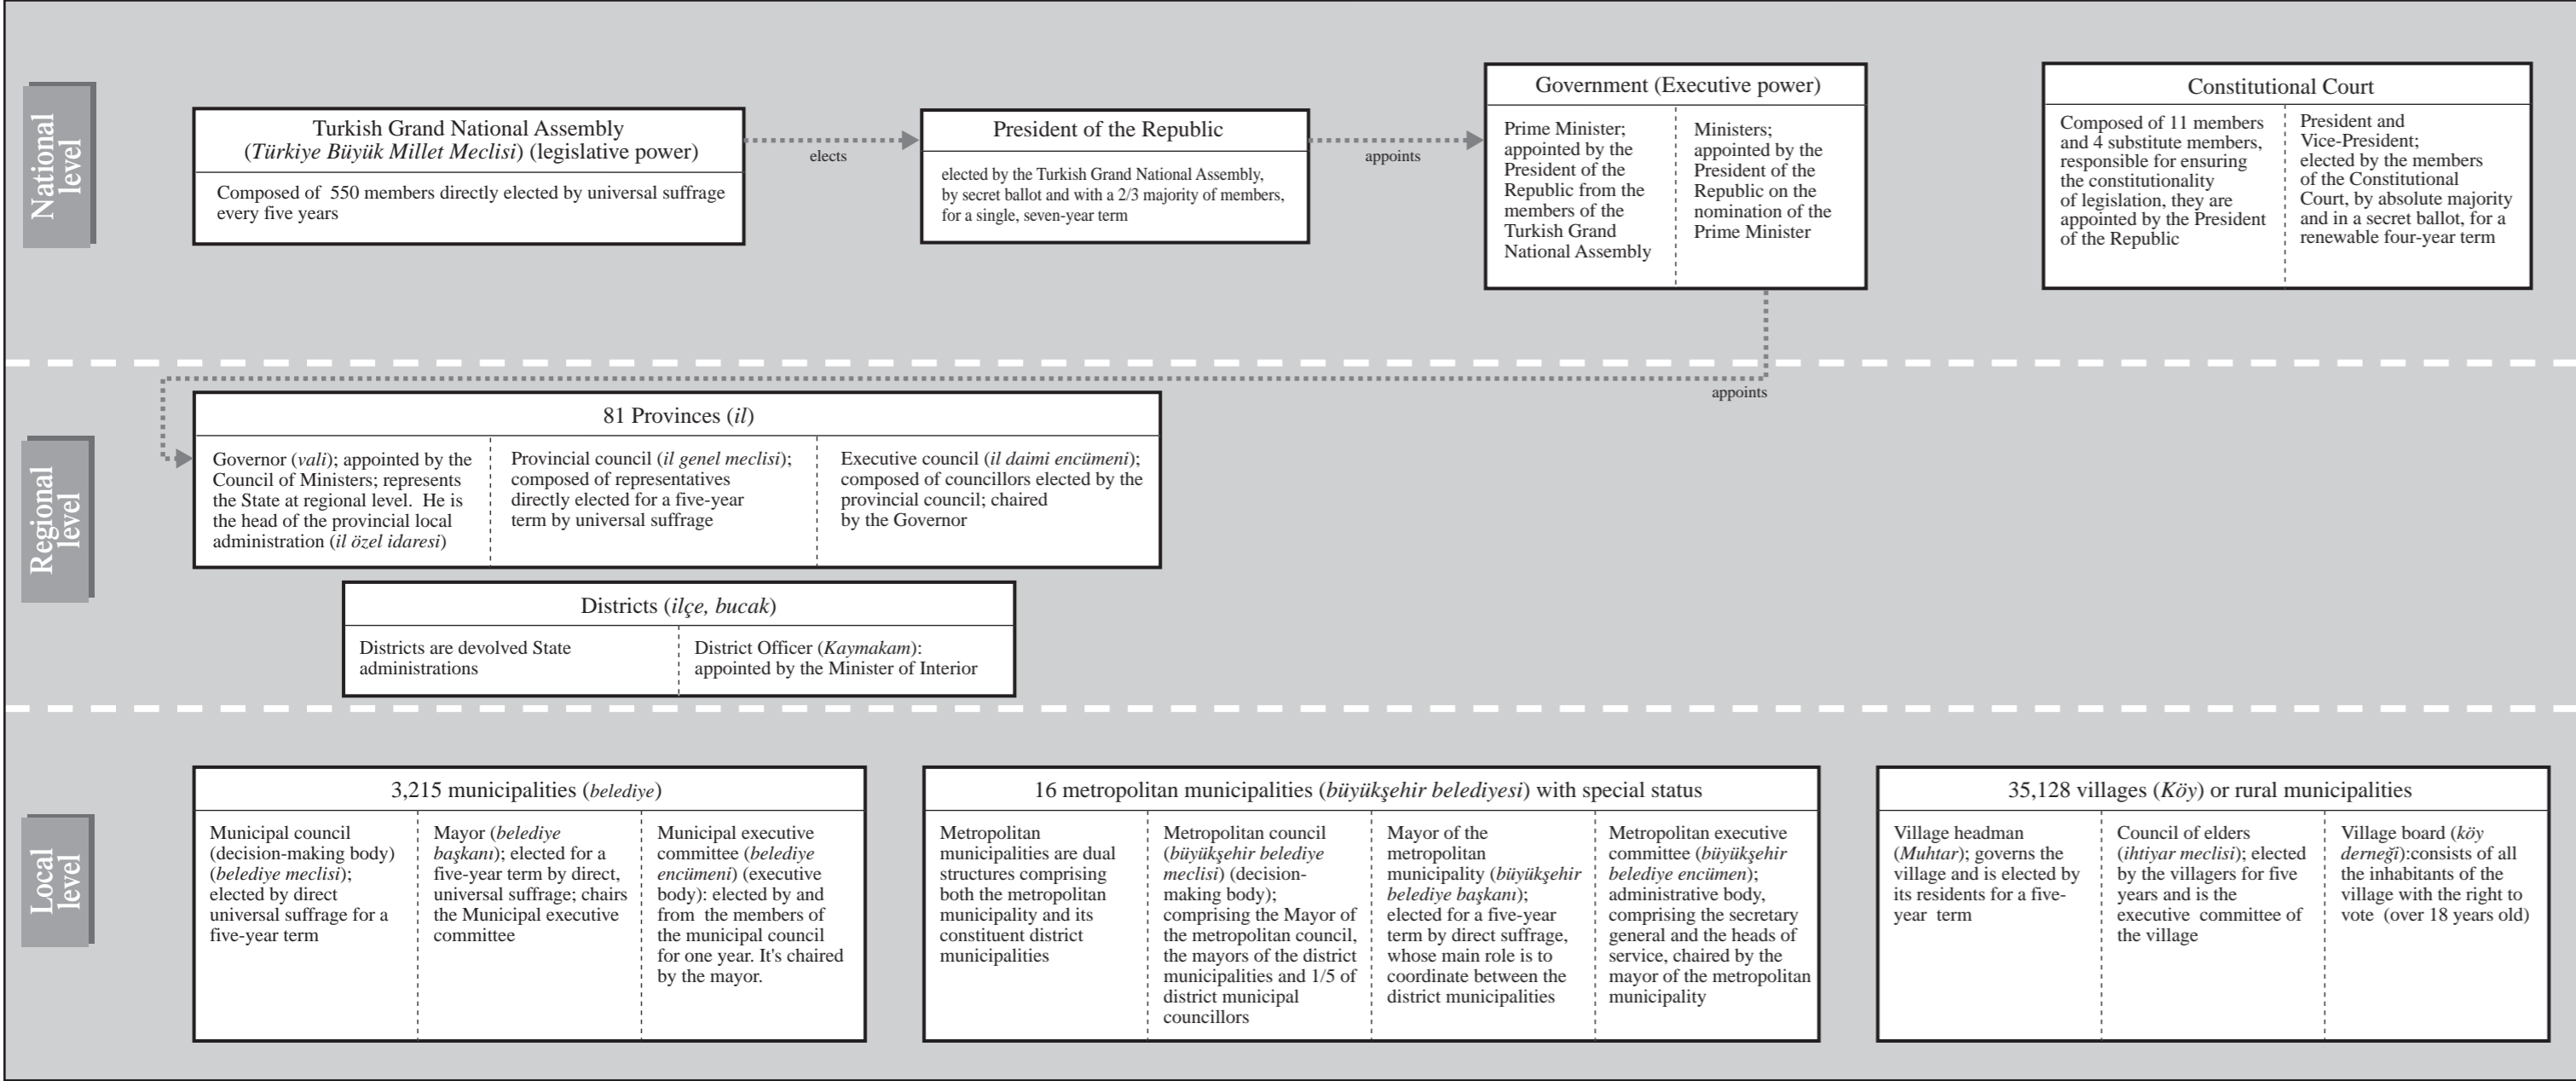 National
level
Turkish Grand National Assembly
(Türkiye Büyük Millet Meclisi) (legislative power)
Composed of 550 members directly elected by universal suffrage
every five years
elects
President of the Republic
elected by the Turkish Grand National Assembly,
by secret ballot and with a 2/3 majority of members,
for a single, seven-year term
appoints
Government (Executive power)
Prime Minister;
appointed by the
President of the
Republic from the
members of the
Turkish Grand
National Assembly
Ministers;
appointed by the
President of the
Republic on the
nomination of the
Prime Minister
Constitutional Court
Composed of 11 members
and 4 substitute members,
responsible for ensuring
the constitutionality
of legislation, they are
appointed by the President
of the Republic
President and
Vice-President;
elected by the members
of the Constitutional
Court, by absolute majority
and in a secret ballot, for a
renewable four-year term
appoints
Regional
level
81 Provinces (il)
Governor (vali); appointed by the
Council of Ministers; represents
the State at regional level. He is
the head of the provincial local
administration (il özel idaresi)
Provincial council (il genel meclisi);
composed of representatives
directly elected for a five-year
term by universal suffrage
Executive council (il daimi encümeni);
composed of councillors elected by the
provincial council; chaired
by the Governor
Districts (ilçe, bucak)
Districts are devolved State
administrations
District Officer (Kaymakam):
appointed by the Minister of Interior
Local
level
3,215 municipalities (belediye)
Municipal council
(decision-making body)
(belediye meclisi);
elected by direct
universal suffrage for a
five-year term
Mayor (belediye
başkanı); elected for a
five-year term by direct,
universal suffrage; chairs
the Municipal executive
committee
Municipal executive
committee (belediye
encümeni) (executive
body): elected by and
from the members of
the municipal council
for one year. It's chaired
by the mayor.
16 metropolitan municipalities (büyükşehir belediyesi) with special status
Metropolitan
municipalities are dual
structures comprising
both the metropolitan
municipality and its
constituent district
municipalities
Metropolitan council
(büyükşehir belediye
meclisi) (decision-
making body);
comprising the Mayor of
the metropolitan council,
the mayors of the district
municipalities and 1/5 of
district municipal
councillors
Mayor of the
metropolitan
municipality (büyükşehir
belediye başkanı);
elected for a five-year
term by direct suffrage,
whose main role is to
coordinate between the
district municipalities
Metropolitan executive
committee (büyükşehir
belediye encümen);
administrative body,
comprising the secretary
general and the heads of
service, chaired by the
mayor of the metropolitan
municipality
35,128 villages (Köy) or rural municipalities
Village headman
(Muhtar); governs the
village and is elected by
its residents for a five-
year term
Council of elders
(ihtiyar meclisi); elected
by the villagers for five
years and is the
executive committee of
the village
Village board (köy
derneği):consists of all
the inhabitants of the
village with the right to
vote (over 18 years old)